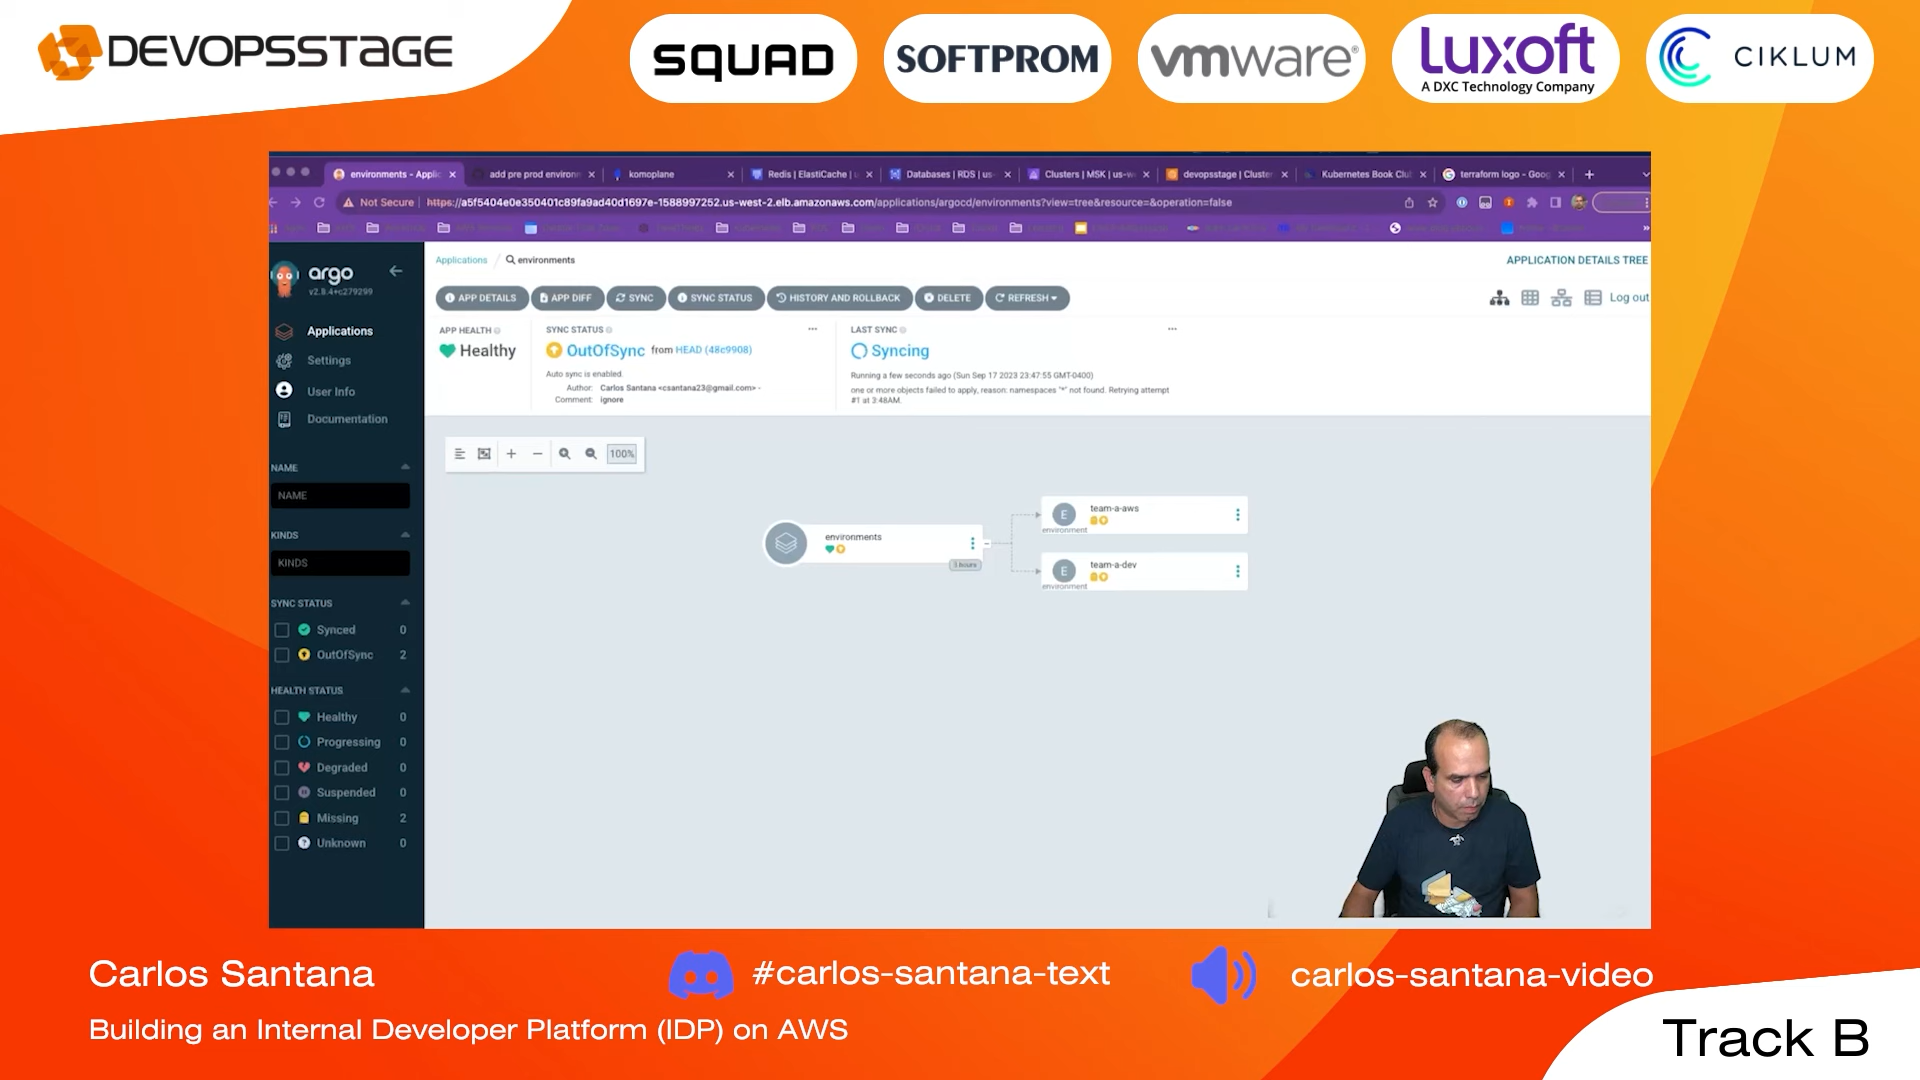 DEVOPSSTAGE
SQUAD
SOFTPROM
vmware®
Luxoft
A DXC Technology Company
CIKLUM
environments - Applic
add pre prod environ
komoplane
Redis | ElastiCache | u
Databases | RDS | us-
Clusters | MSK | us-w
devopsstage | Cluster
Kubernetes Book Clu
terraform logo - Goog
Not Secure
https://a5f5404e0e350401c89fa9ad40d1697e-1588997252.us-west-2.elb.amazonaws.com/applications/argocd/environments?view=tree&resource=&operation=false
argo
v2.8.4+c279299
Applications
Settings
User Info
Documentation
NAME
NAME
KINDS
KINDS
SYNC STATUS
Synced 0
OutOfSync 2
HEALTH STATUS
Healthy 0
Progressing 0
Degraded 0
Suspended 0
Missing 2
Unknown 0
Applications / environments
APPLICATION DETAILS TREE
APP DETAILS
APP DIFF
SYNC
SYNC STATUS
HISTORY AND ROLLBACK
DELETE
REFRESH
Log out
APP HEALTH
Healthy
SYNC STATUS
OutOfSync from HEAD (48c9908)
Auto sync is enabled.
Author: Carlos Santana <csantana23@gmail.com> -
Comment: ignore
LAST SYNC
Syncing
Running a few seconds ago (Sun Sep 17 2023 23:47:55 GMT-0400)
one or more objects failed to apply, reason: namespaces "*" not found. Retrying attempt
#1 at 3:48AM.
100%
environments
3 hours
E
environment
team-a-aws
E
environment
team-a-dev
Carlos Santana
#carlos-santana-text
carlos-santana-video
Building an Internal Developer Platform (IDP) on AWS
Track B